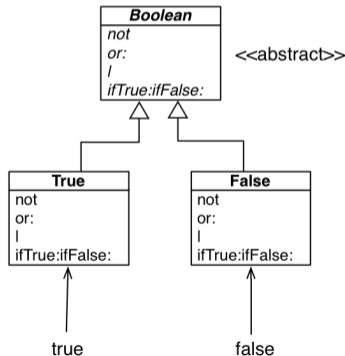 Boolean
not
or:
|
ifTrue:ifFalse:
<<abstract>>
True
not
or:
|
ifTrue:ifFalse:
False
not
or:
|
ifTrue:ifFalse:
true
false